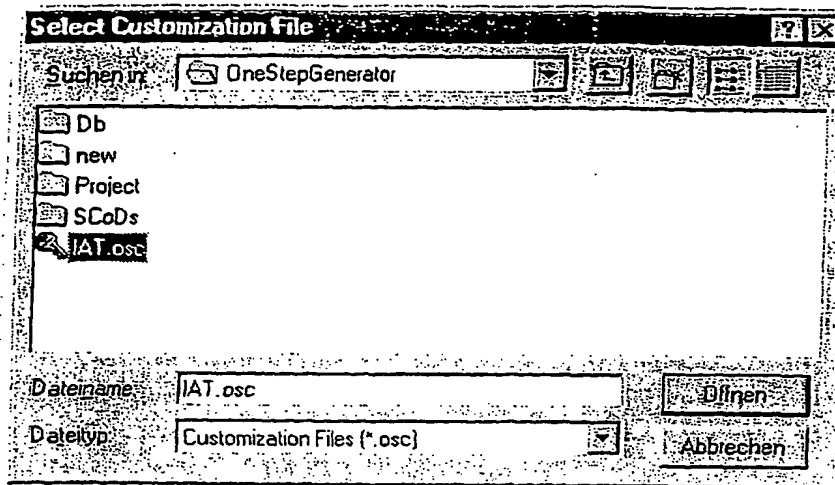 Select Customization File
Suchen in: OneStepGenerator
Db
new
Project
SCoDs
IAT.osc
Dateiname: IAT.osc Öffnen
Dateityp: Customization Files (*.osc) Abbrechen